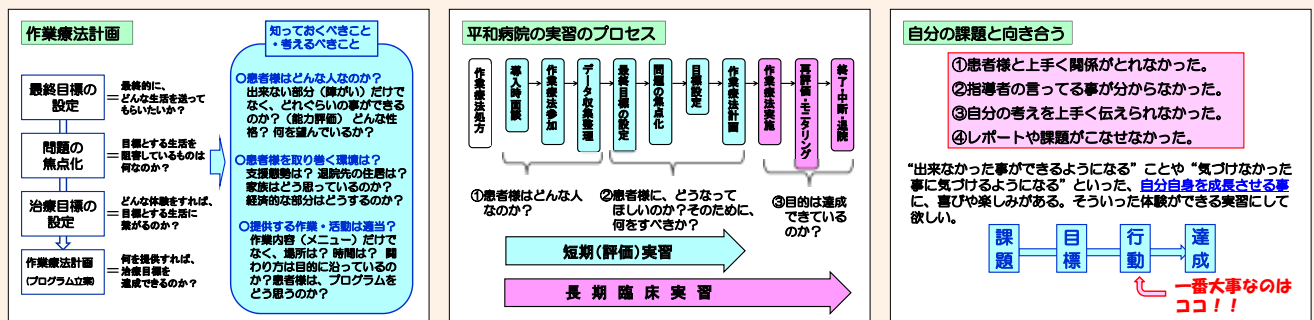 作業療法計画
最終目標の
設定
最終的に、
どんな生活を送って
もらいたいか?
問題の
焦点化
目標とする生活を
阻害しているものは
何なのか?
治療目標の
設定
どんな体験をすれば、
目標とする生活に
繋がるのか?
作業療法計画
(プログラム立案)
何を提供すれば、
治療目標を
達成できるのか?
知っておくべきこと
・考えるべきこと
○患者様はどんな人なのか?
出来ない部分(障がい)だけで
なく、どれぐらいの事ができる
のか?(能力評価) どんな性
格? 何を望んでいるか?
○患者様を取り巻く環境は?
支援態勢は? 退院先の住居は?
家族はどう思っているのか?
経済的な部分はどうするのか?
○提供する作業・活動は適当?
作業内容(メニュー)だけで
なく、場所は? 時間は? 関
わり方は目的に沿っているの
か?患者様は、プログラムを
どう思うのか?
平和病院の実習のプロセス
作業療法処方
導入時面談
作業療法参加
データ収集整理
最終目標の設定
問題の焦点化
目標設定
作業療法計画
作業療法実施
再評価・モニタリング
終了・中断・退院
①患者様はどんな人
なのか?
②患者様に、どうなって
ほしいのか?そのために、
何をすべきか?
③目的は達成
できている
のか?
短期(評価)実習
長期臨床実習
自分の課題と向き合う
①患者様と上手く関係がとれなかった。
②指導者の言ってる事が分からなかった。
③自分の考えを上手く伝えられなかった。
④レポートや課題がこなせなかった。
“出来なかった事ができるようになる”ことや“気づけなかった
事に気づけるようになる”といった、自分自身を成長させる事
に、喜びや楽しみがある。そういった体験ができる実習にして
欲しい。
課題
目標
行動
達成
一番大事なのは
ココ!!